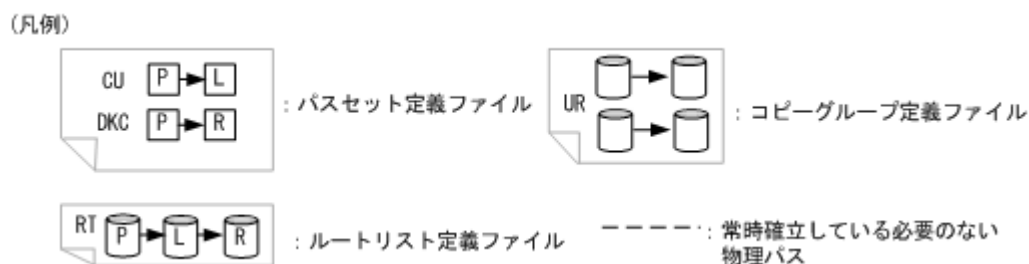 (凡例)
CU P L
DKC P R
: パスセット定義ファイル
UR
: コピーグループ定義ファイル
RT P L R
: ルートリスト定義ファイル
: 常時確立している必要のない
物理パス